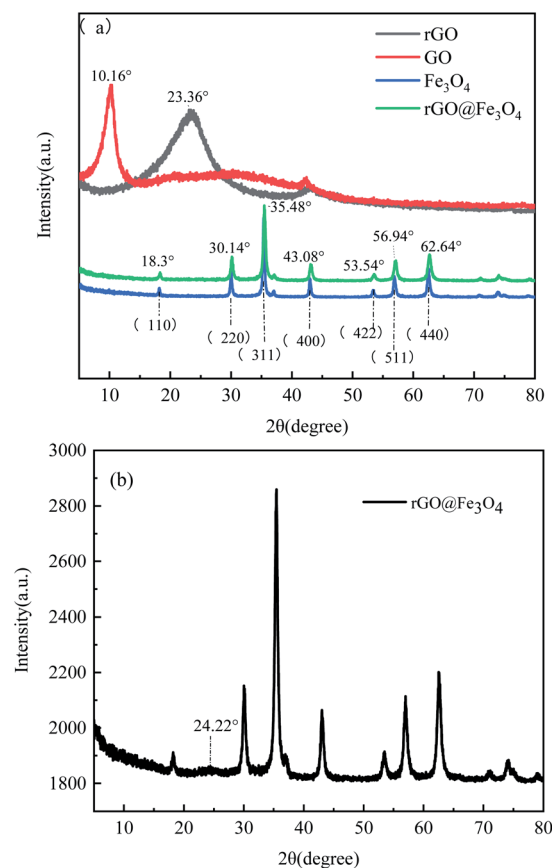 （ a）
rGO
GO
Fe₃O₄
rGO@Fe₃O₄
10.16°
23.36°
35.48°
18.3°
30.14°
43.08°
53.54°
56.94°
62.64°
（ 110）
（ 220）
（ 311）
（ 400）
（ 422）
（ 511）
（ 440）
Intensity(a.u.)
10 20 30 40 50 60 70 80
2θ(degree)
(b)
rGO@Fe₃O₄
3000
2800
2600
2400
2200
2000
1800
24.22°
Intensity(a.u.)
10 20 30 40 50 60 70 80
2θ(degree)